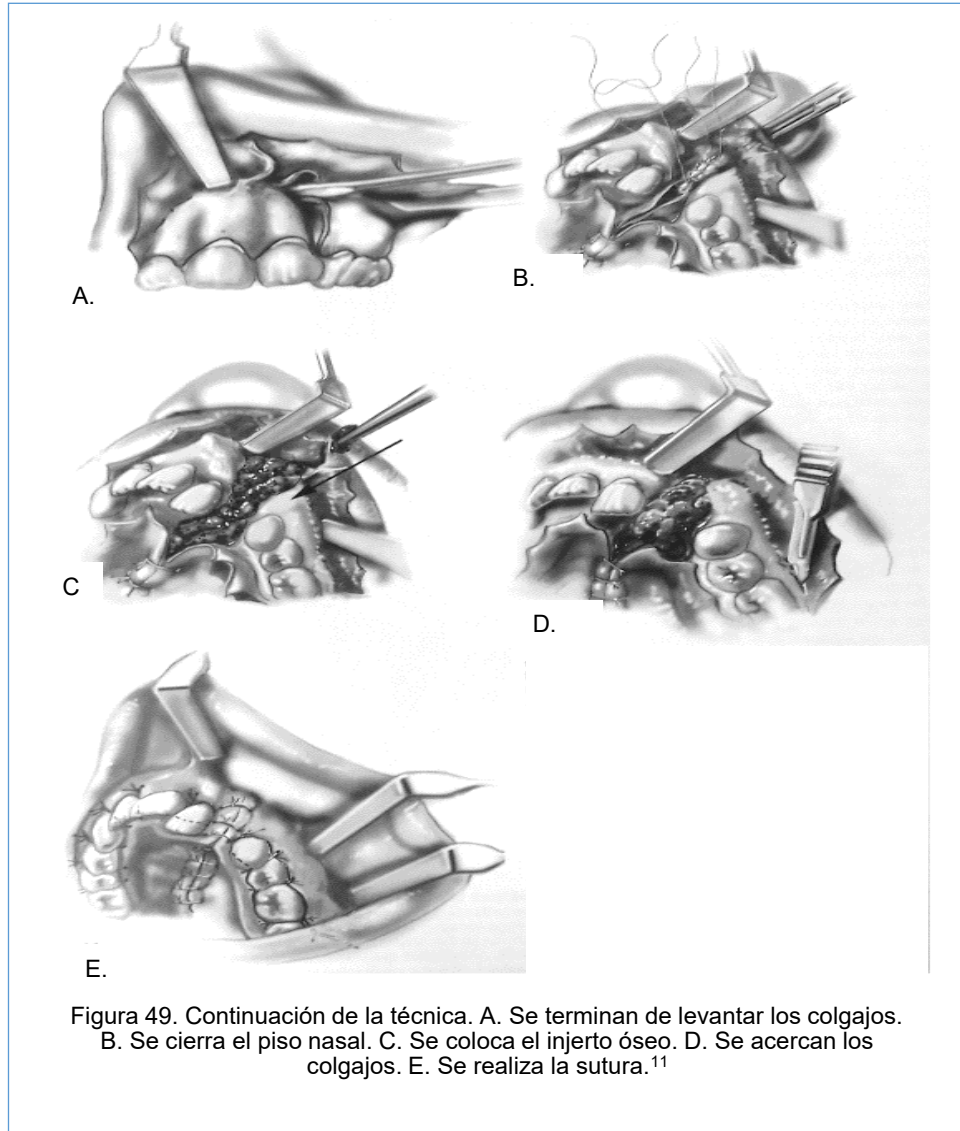 A.
B.
C
D.
E.
Figura 49. Continuación de la técnica. A. Se terminan de levantar los colgajos.
B. Se cierra el piso nasal. C. Se coloca el injerto óseo. D. Se acercan los
colgajos. E. Se realiza la sutura.11